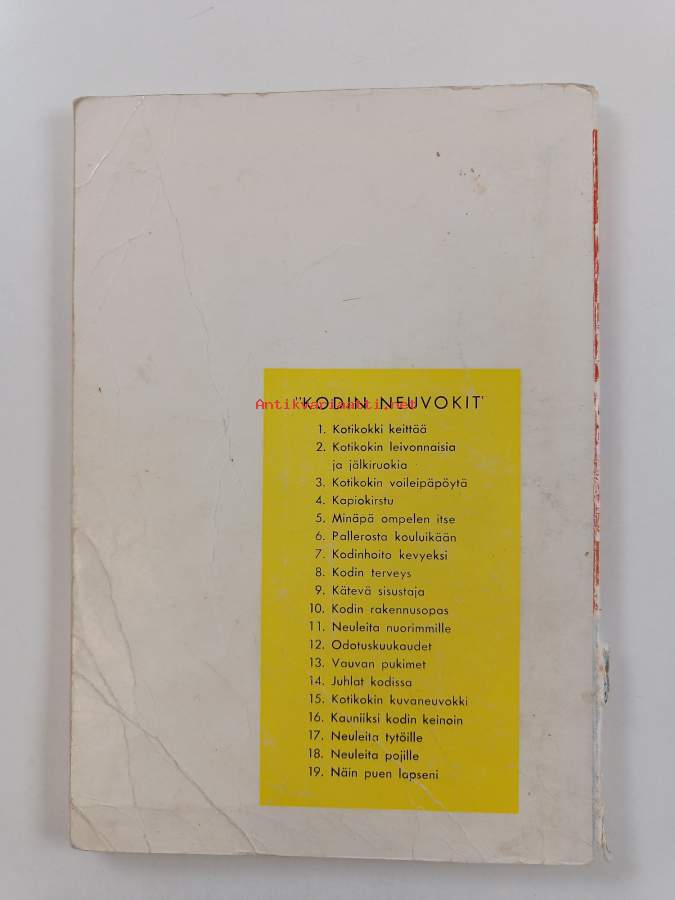 "KODIN NEUVOKIT"
Antikvariaatti.net
1. Kotikokki keittää
2. Kotikokin leivonnaisia
ja jälkiruokia
3. Kotikokin voileipäpöytä
4. Kapiokirstu
5. Minäpä ompelen itse
6. Pallerosta kouluikään
7. Kodinhoito kevyeksi
8. Kodin terveys
9. Kätevä sisustaja
10. Kodin rakennusopas
11. Neuleita nuorimmille
12. Odotuskuukaudet
13. Vauvan pukimet
14. Juhlat kodissa
15. Kotikokin kuvaneuvokki
16. Kauniiksi kodin keinoin
17. Neuleita tytöille
18. Neuleita pojille
19. Näin puen lapseni